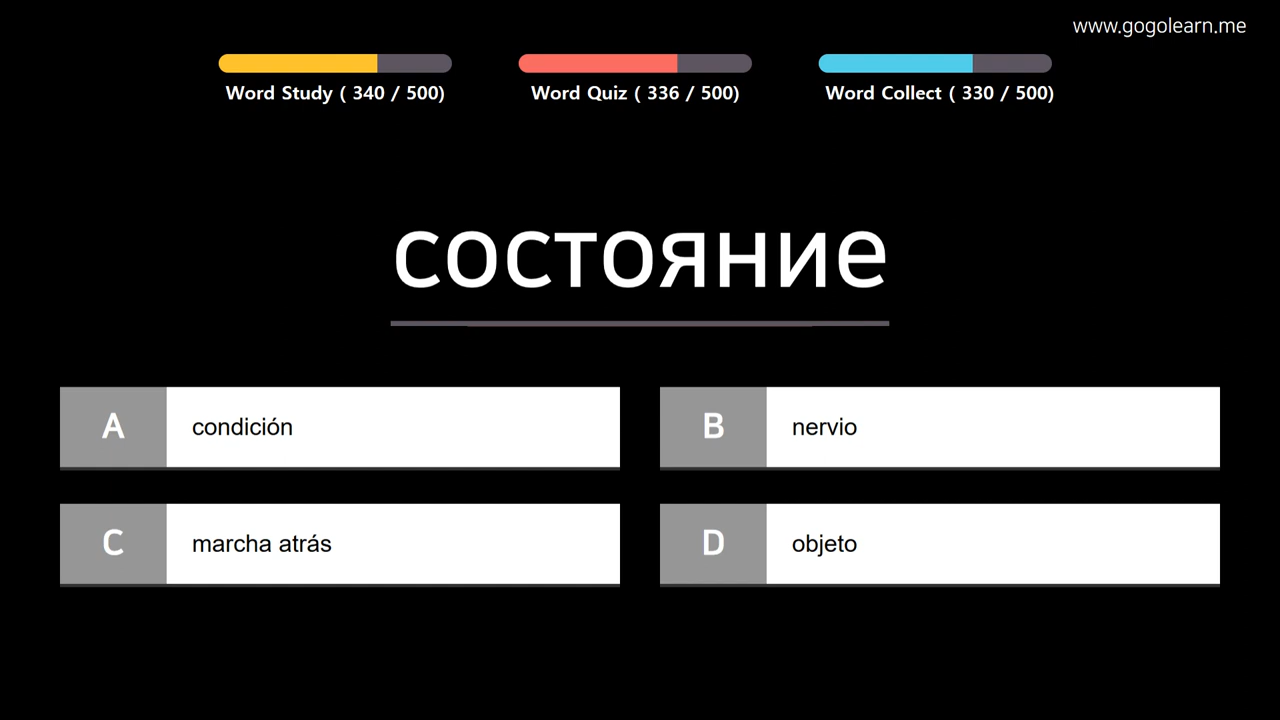 www.gogolearn.me
Word Study ( 340 / 500)
Word Quiz ( 336 / 500)
Word Collect ( 330 / 500)
состояние
A condición
B nervio
C marcha atrás
D objeto